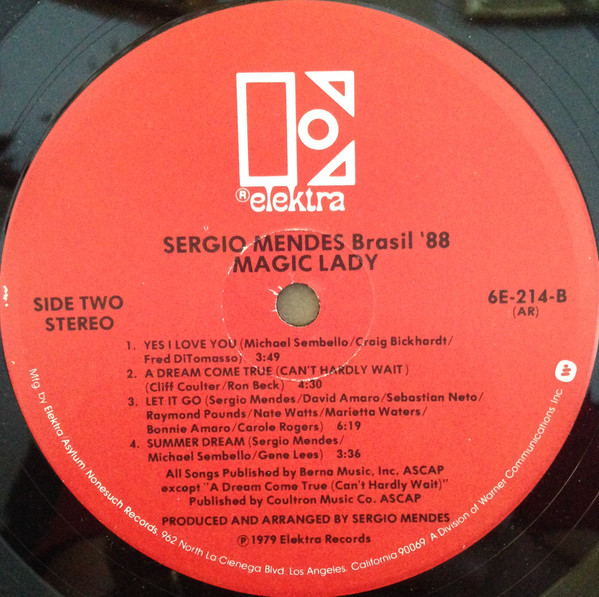 ® elektra
SERGIO MENDES Brasil '88
MAGIC LADY
SIDE TWO
STEREO
6E-214-B
(AR)
1. YES I LOVE YOU (Michael Sembello/Craig Bickhardt/
Fred DiTomasso) 3:49
2. A DREAM COME TRUE (CAN'T HARDLY WAIT)
(Cliff Coulter/Ron Beck) 4:30
3. LET IT GO (Sergio Mendes/David Amaro/Sebastian Neto/
Raymond Pounds/Nate Watts/Marietta Waters/
Bonnie Amaro/Carole Rogers) 6:19
4. SUMMER DREAM (Sergio Mendes/
Michael Sembello/Gene Lees) 3:36
All Songs Published by Berna Music, Inc. ASCAP
except "A Dream Come True (Can't Hardly Wait)"
Published by Coultron Music Co. ASCAP
PRODUCED AND ARRANGED BY SERGIO MENDES
℗ 1979 Elektra Records
Mfg. by Elektra Asylum Nonesuch Records, 962 North La Cienega Blvd. Los Angeles, California 90069. A Division of Warner Communications Inc.